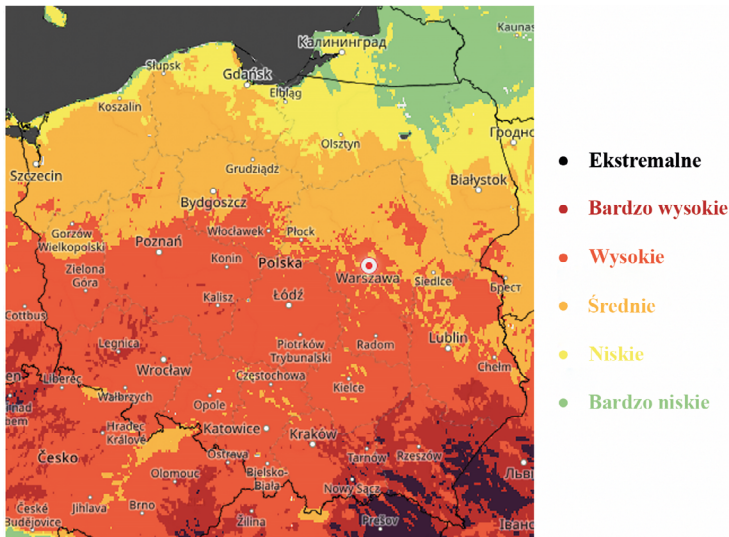 Kaunas
Калининград
Słupsk
Gdańsk
Elbląg
Koszalin
Гродно
Olsztyn
Szczecin
Grudziądz
Białystok
Bydgoszcz
Gorzów
Wielkopolski
Poznań
Włocławek
Płock
Konin
Polska
Warszawa
Zielona
Góra
Siedlce
Брест
Kalisz
Łódź
Cottbus
Legnica
Piotrków
Trybunalski
Radom
Lublin
Wrocław
Chełm
Liberec
Częstochowa
Wałbrzych
Opole
Kielce
Hradec
Králové
Katowice
Kraków
Česko
Ostrava
Tarnów
Rzeszów
Olomouc
Bielsko-
Biała
Nowy Sącz
Jihlava
Brno
České
Budějovice
Žilina
Prešov
Ekstremalne
Bardzo wysokie
Wysokie
Średnie
Niskie
Bardzo niskie